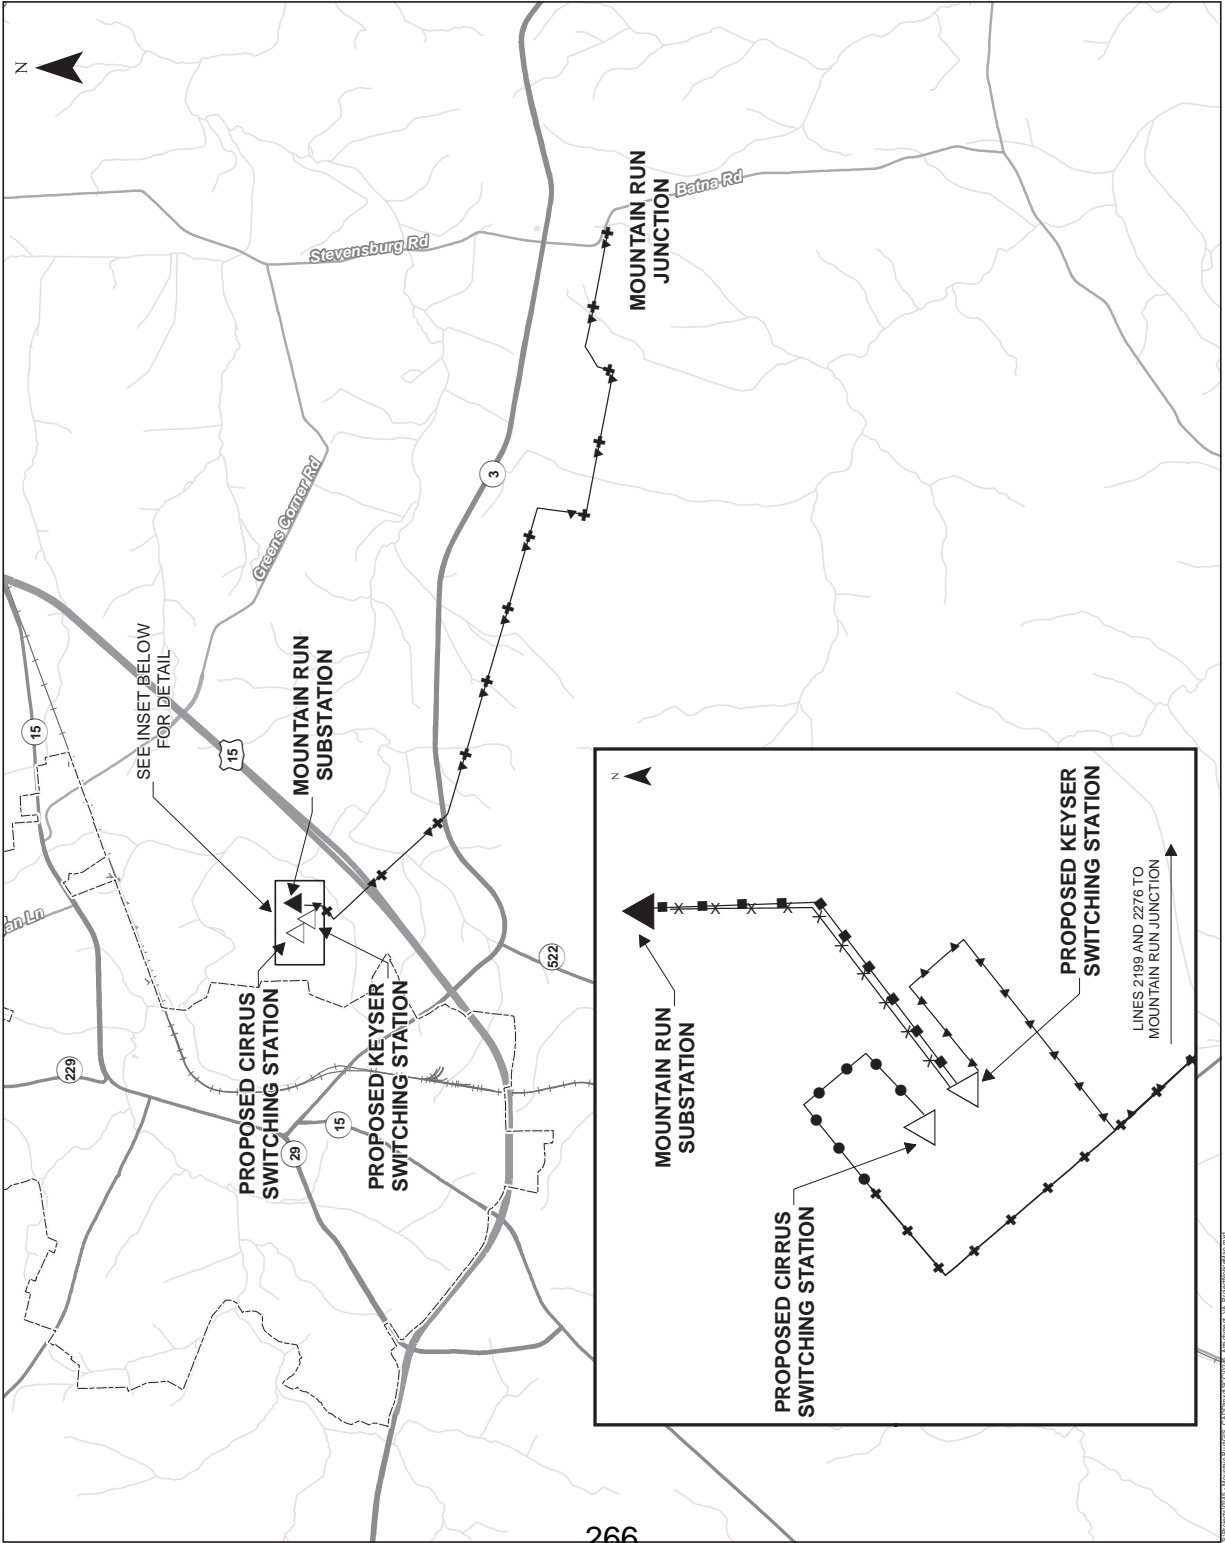 N
Stevensburg Rd
Batna Rd
MOUNTAIN RUN
JUNCTION
Greens Corner Rd
3
SEE INSET BELOW
FOR DETAIL
15
15
MOUNTAIN RUN
SUBSTATION
an Ln
522
229
PROPOSED CIRRUS
SWITCHING STATION
PROPOSED KEYSER
SWITCHING STATION
15
29
N
MOUNTAIN RUN
SUBSTATION
PROPOSED KEYSER
SWITCHING STATION
LINES 2199 AND 2276 TO
MOUNTAIN RUN JUNCTION
PROPOSED CIRRUS
SWITCHING STATION
266